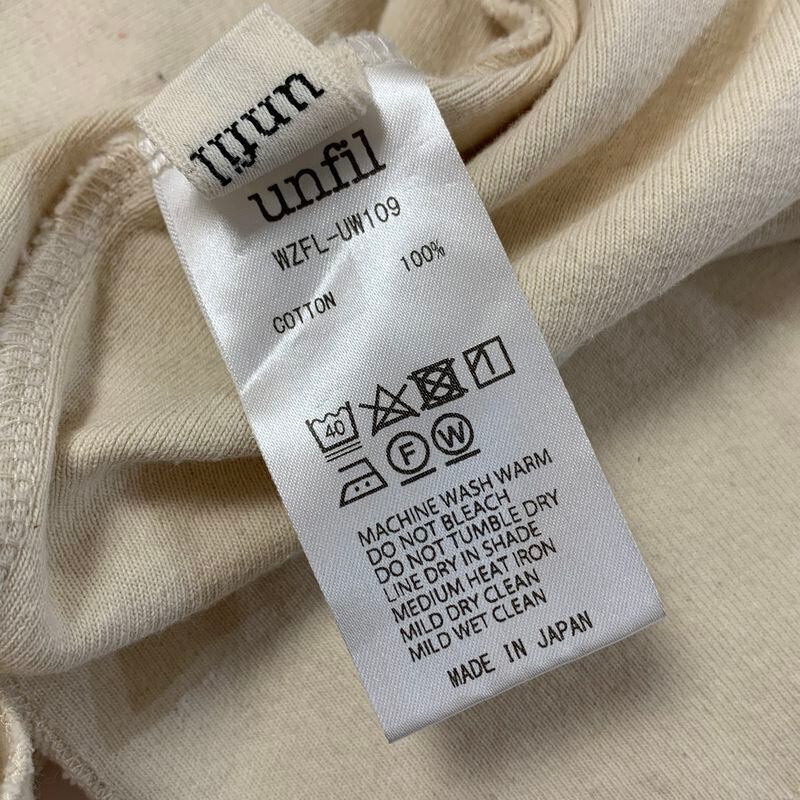 unfil
unfil
WZFL-UW109
COTTON 100%
40
F W
MACHINE WASH WARM
DO NOT BLEACH
DO NOT TUMBLE DRY
LINE DRY IN SHADE
MEDIUM HEAT IRON
MILD DRY CLEAN
MILD WET CLEAN
MADE IN JAPAN